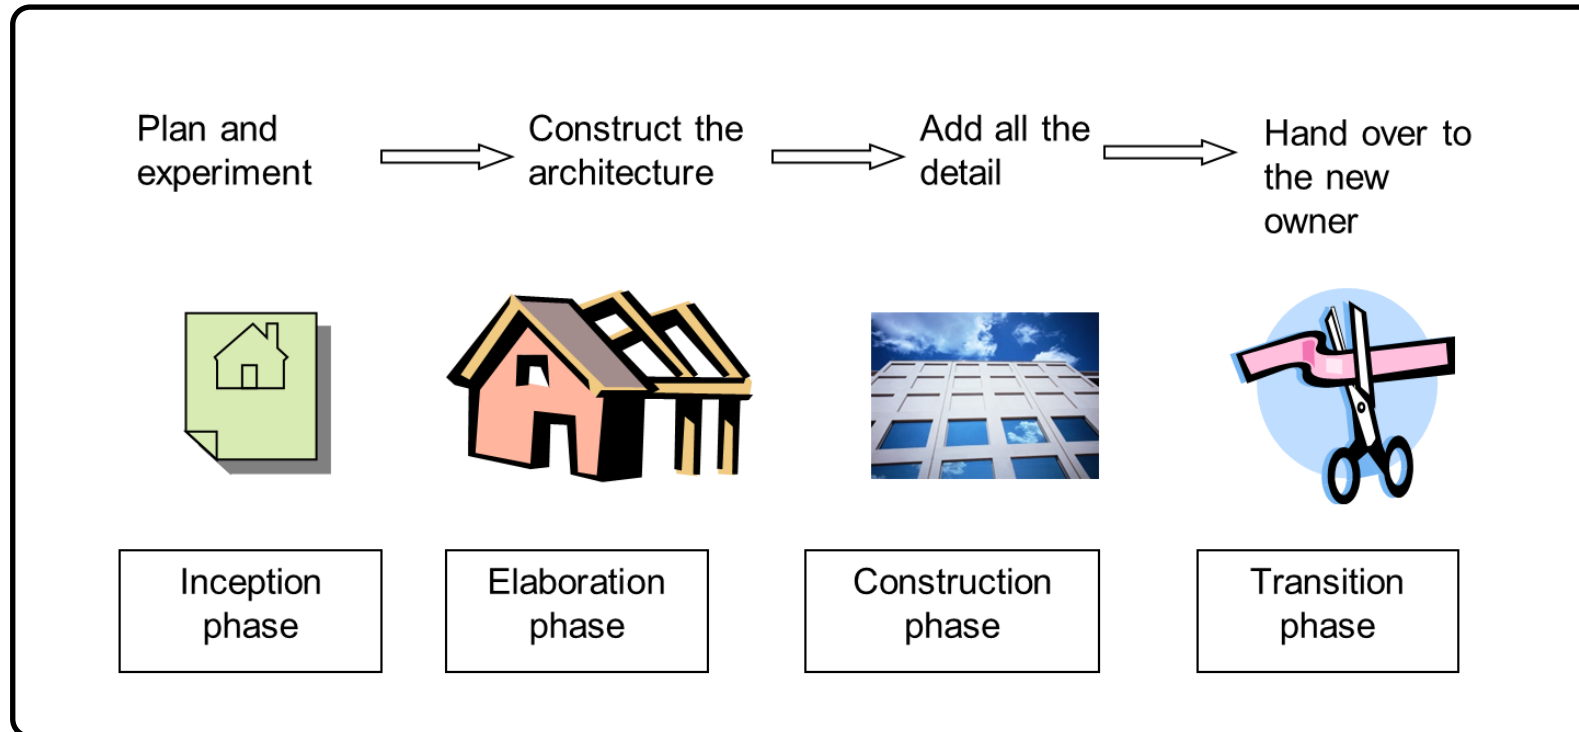 Plan and
experiment
Construct the
architecture
Add all the
detail
Hand over to
the new
owner
Inception
phase
Elaboration
phase
Construction
phase
Transition
phase